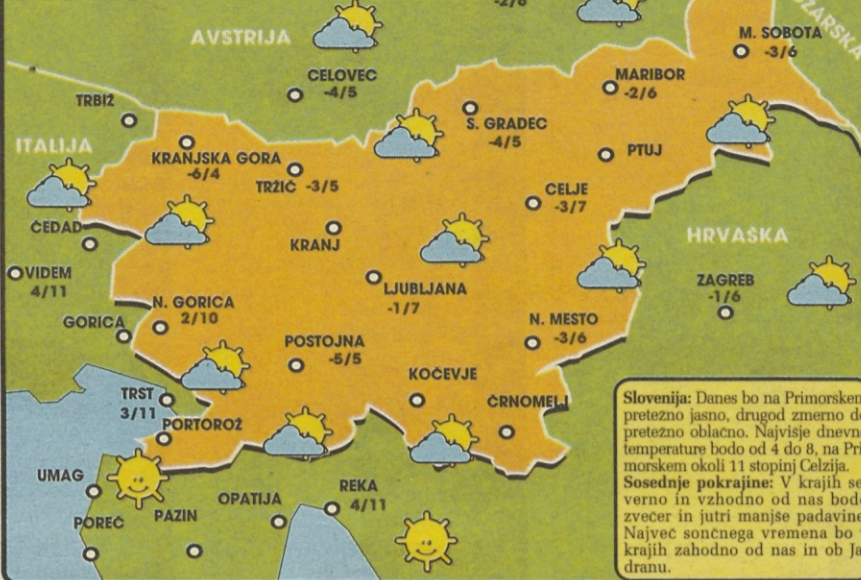 -2/6
AVSTRIJA
M. SOBOTA
-3/6
CELOVEC
-4/5
MARIBOR
-2/6
TRBIŽ
S. GRADEC
-4/5
ITALIJA
KRANJSKA GORA
-6/4
PTUJ
TRŽIČ -3/5
CELJE
-3/7
ČEDAD
KRANJ
HRVAŠKA
VIDEM
4/11
LJUBLJANA
-1/7
ZAGREB
-1/6
N. GORICA
2/10
GORICA
N. MESTO
-3/6
POSTOJNA
-5/5
KOČEVJE
TRST
3/11
ČRNOMELJ
PORTOROŽ
UMAG
OPATIJA
REKA
4/11
POREČ
PAZIN
Slovenija: Danes bo na Primorskem
pretežno jasno, drugod zmerno d
pretežno oblačno. Najvišje dnevn
temperature bodo od 4 do 8, na Pri
morskem okoli 11 stopinj Celzija.
Sosednje pokrajine: V krajih se
verno in vzhodno od nas bod
zvečer in jutri manjše padavine
Največ sončnega vremena bo
krajih zahodno od nas in ob Ja
dranu.